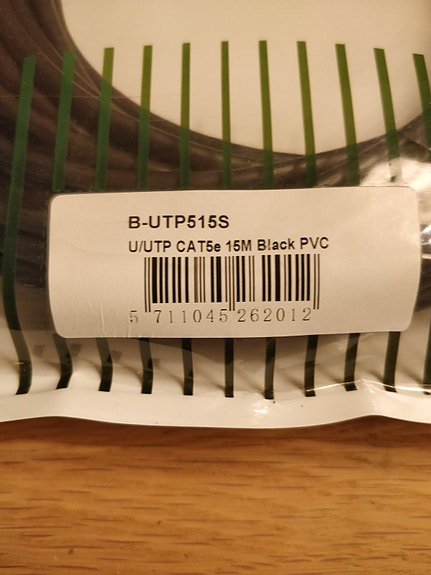 B-UTP515S
U/UTP CAT5e 15M Black PVC
5 711045 262012